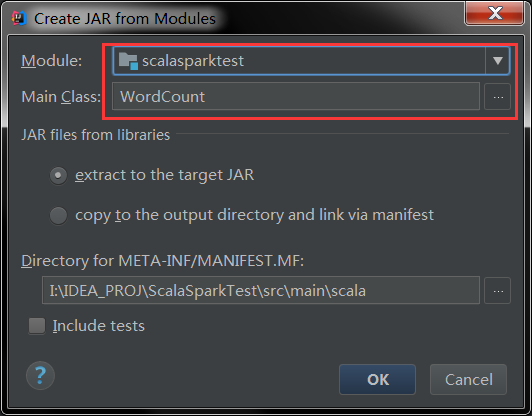 Create JAR from Modules
Module: scalasparktest
Main Class: WordCount ...
JAR files from libraries
extract to the target JAR
copy to the output directory and link via manifest
Directory for META-INF/MANIFEST.MF:
I:\IDEA_PROJ\ScalaSparkTest\src\main\scala ...
Include tests
? OK Cancel